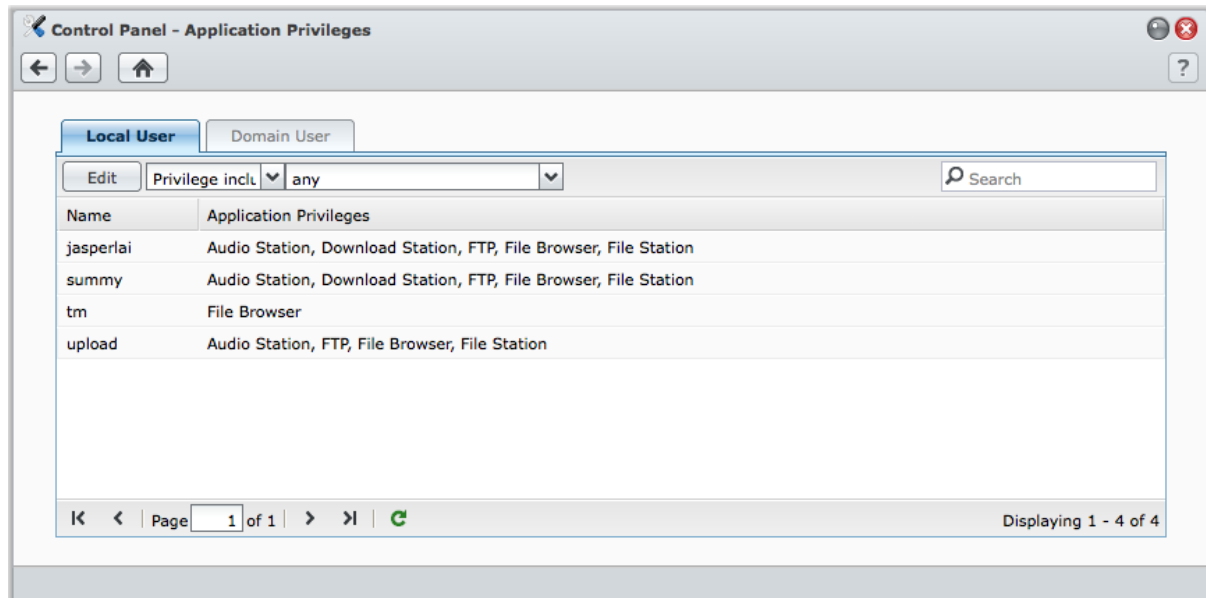 Control Panel - Application Privileges
?
Local User Domain User
Edit Privilege inclu any Search
Name Application Privileges
jasperlai Audio Station, Download Station, FTP, File Browser, File Station
summy Audio Station, Download Station, FTP, File Browser, File Station
tm File Browser
upload Audio Station, FTP, File Browser, File Station
Page 1 of 1 Displaying 1 - 4 of 4